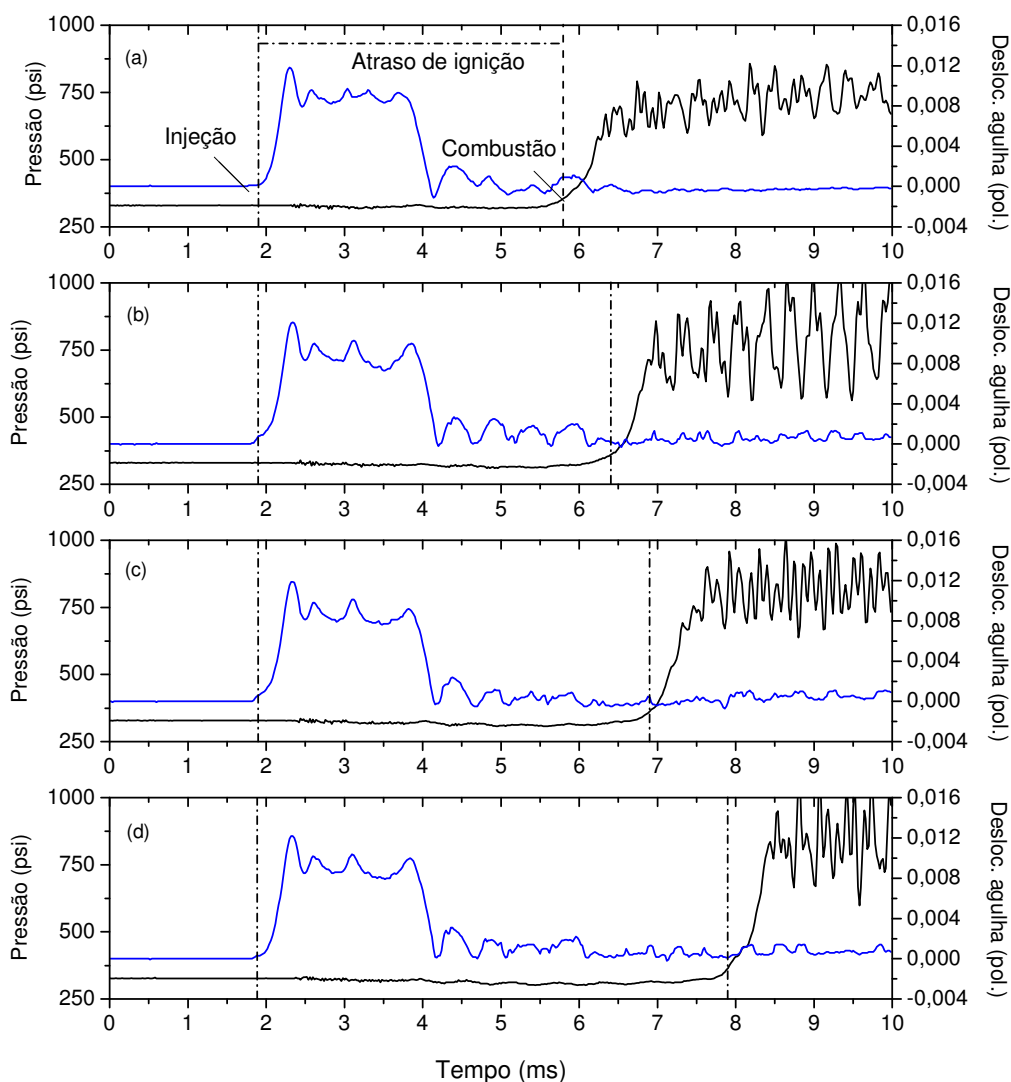 (a)
Injeção
Atraso de ignição
Combustão
Pressão (psi)
1000
750
500
250
0 1 2 3 4 5 6 7 8 9 10
0,016
0,012
0,008
0,004
0,000
-0,004
Desloc. agulha (pol.)
(b)
Pressão (psi)
1000
750
500
250
0 1 2 3 4 5 6 7 8 9 10
0,016
0,012
0,008
0,004
0,000
-0,004
Desloc. agulha (pol.)
(c)
Pressão (psi)
1000
750
500
250
0 1 2 3 4 5 6 7 8 9 10
0,016
0,012
0,008
0,004
0,000
-0,004
Desloc. agulha (pol.)
(d)
Pressão (psi)
1000
750
500
250
0 1 2 3 4 5 6 7 8 9 10
0,016
0,012
0,008
0,004
0,000
-0,004
Desloc. agulha (pol.)
Tempo (ms)